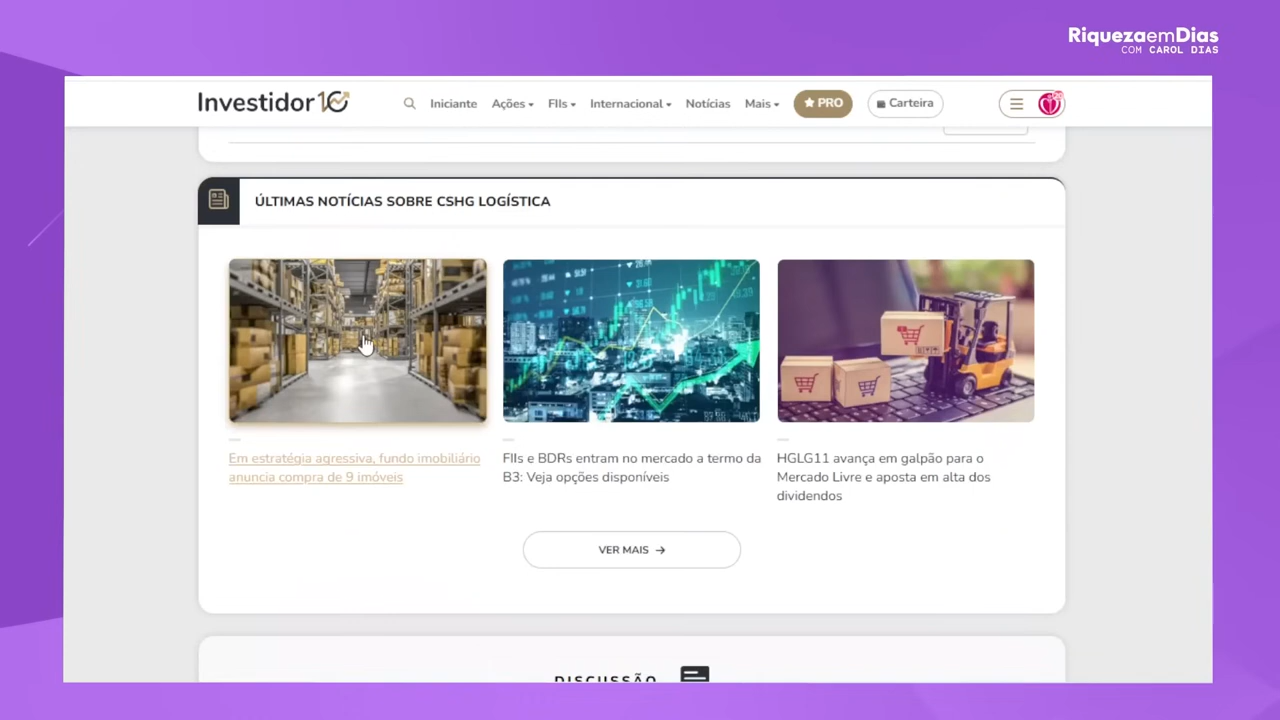 RiquezaemDias
COM CAROL DIAS
Investidor10
Iniciante
Ações
FIIs
Internacional
Notícias
Mais
PRO
Carteira
ÚLTIMAS NOTÍCIAS SOBRE CSHG LOGÍSTICA
Em estratégia agressiva, fundo imobiliário
anuncia compra de 9 imóveis
FIIs e BDRs entram no mercado a termo da
B3: Veja opções disponíveis
HGLG11 avança em galpão para o
Mercado Livre e aposta em alta dos
dividendos
VER MAIS →
DISCUSSÃO